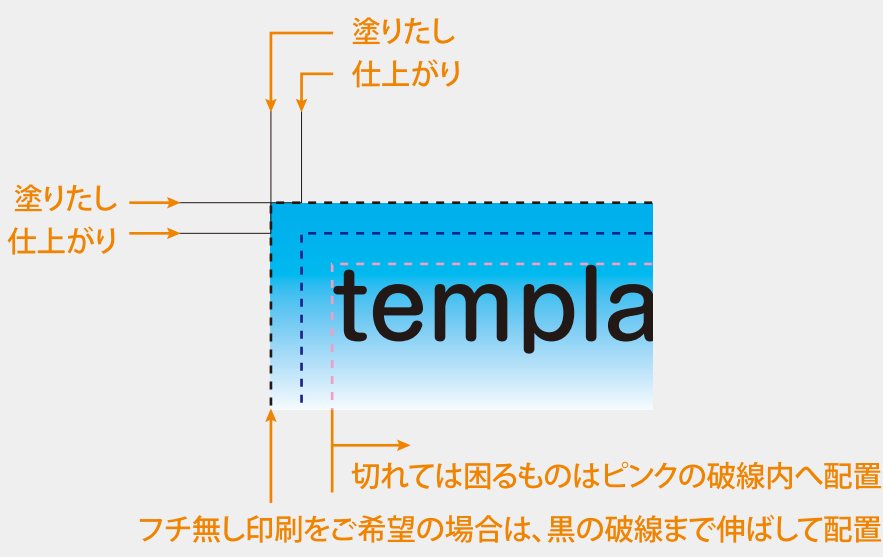 塗りたし
仕上がり
塗りたし
仕上がり
templa
切れては困るものはピンクの破線内へ配置
フチ無し印刷をご希望の場合は、黒の破線まで伸ばして配置